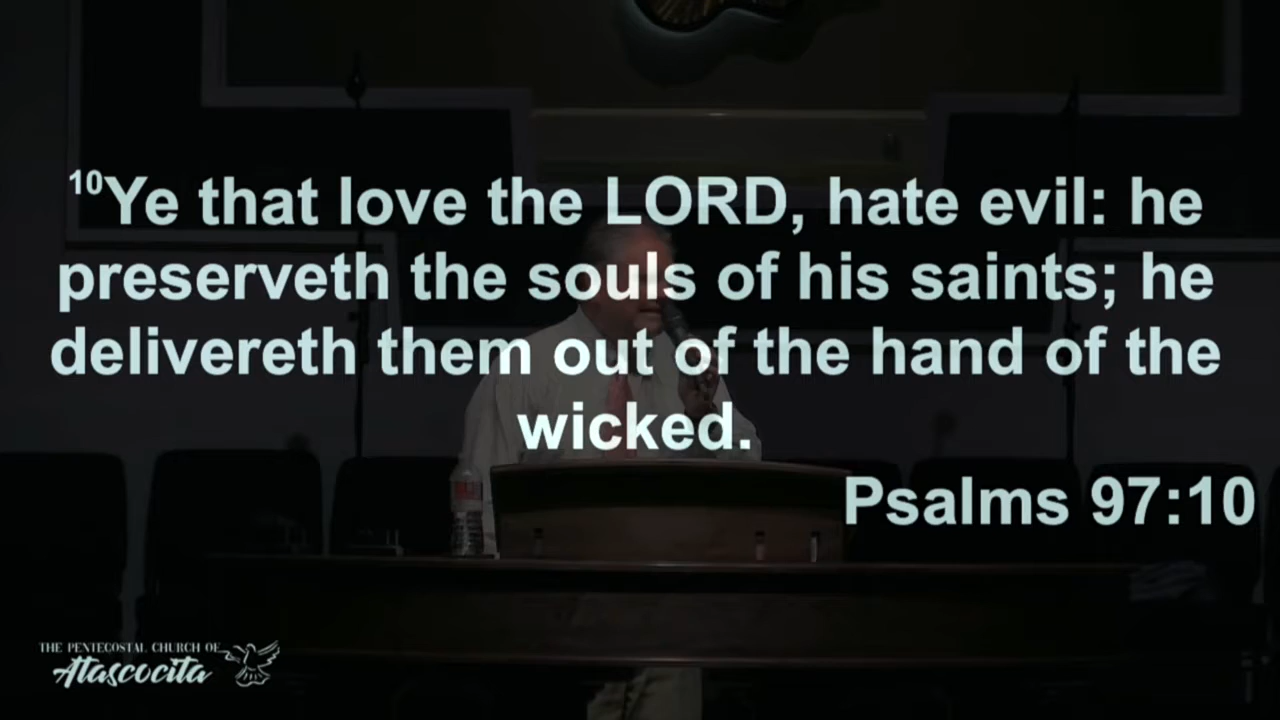 10Ye that love the LORD, hate evil: he
preserveth the souls of his saints; he
delivereth them out of the hand of the
wicked.
Psalms 97:10
THE PENTECOSTAL CHURCH OF
Atascocita